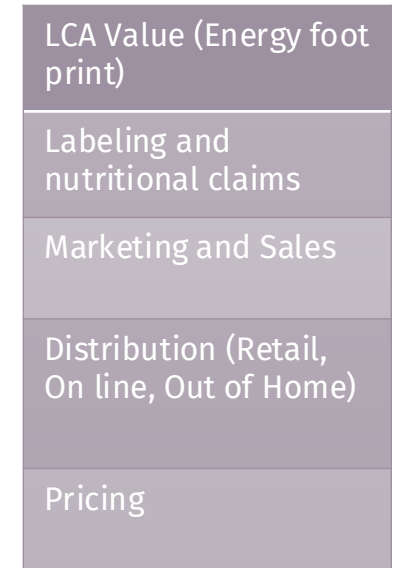 LCA Value (Energy foot
print)
Labeling and
nutritional claims
Marketing and Sales
Distribution (Retail,
On line, Out of Home)
Pricing